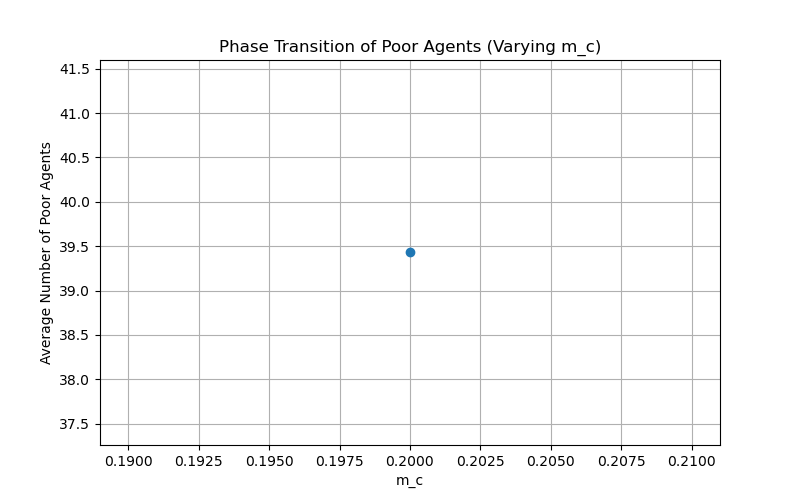 Phase Transition of Poor Agents (Varying m_c)
41.5
41.0
40.5
40.0
39.5
39.0
38.5
38.0
37.5
Average Number of Poor Agents
0.1900 0.1925 0.1950 0.1975 0.2000 0.2025 0.2050 0.2075 0.2100
m_c